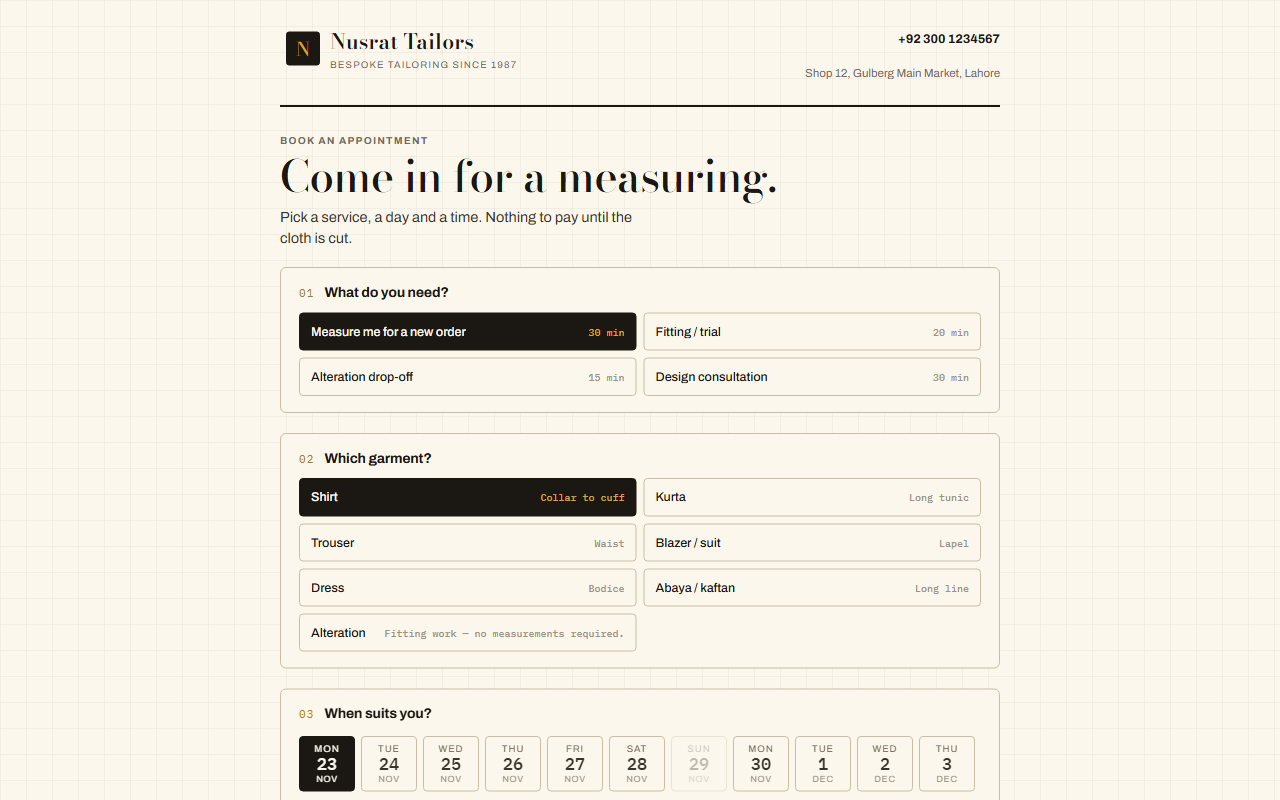 N
Nusrat Tailors
BESPOKE TAILORING SINCE 1987
+92 300 1234567
Shop 12, Gulberg Main Market, Lahore
BOOK AN APPOINTMENT
Come in for a measuring.
Pick a service, a day and a time. Nothing to pay until the
cloth is cut.
01 What do you need?
Measure me for a new order 30 min
Fitting / trial 20 min
Alteration drop-off 15 min
Design consultation 30 min
02 Which garment?
Shirt Collar to cuff
Kurta Long tunic
Trouser Waist
Blazer / suit Lapel
Dress Bodice
Abaya / kaftan Long line
Alteration Fitting work — no measurements required.
03 When suits you?
MON TUE WED THU FRI SAT SUN MON TUE WED THU
23 24 25 26 27 28 29 30 1 2 3
NOV NOV NOV NOV NOV NOV NOV NOV DEC DEC DEC